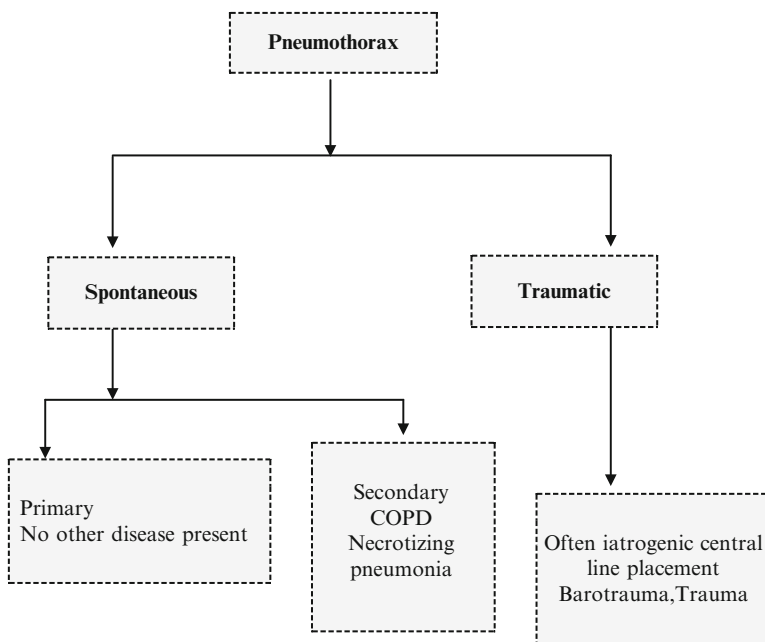 Pneumothorax
Spontaneous
Traumatic
Primary
No other disease present
Secondary
COPD
Necrotizing
pneumonia
Often iatrogenic central
line placement
Barotrauma,Trauma